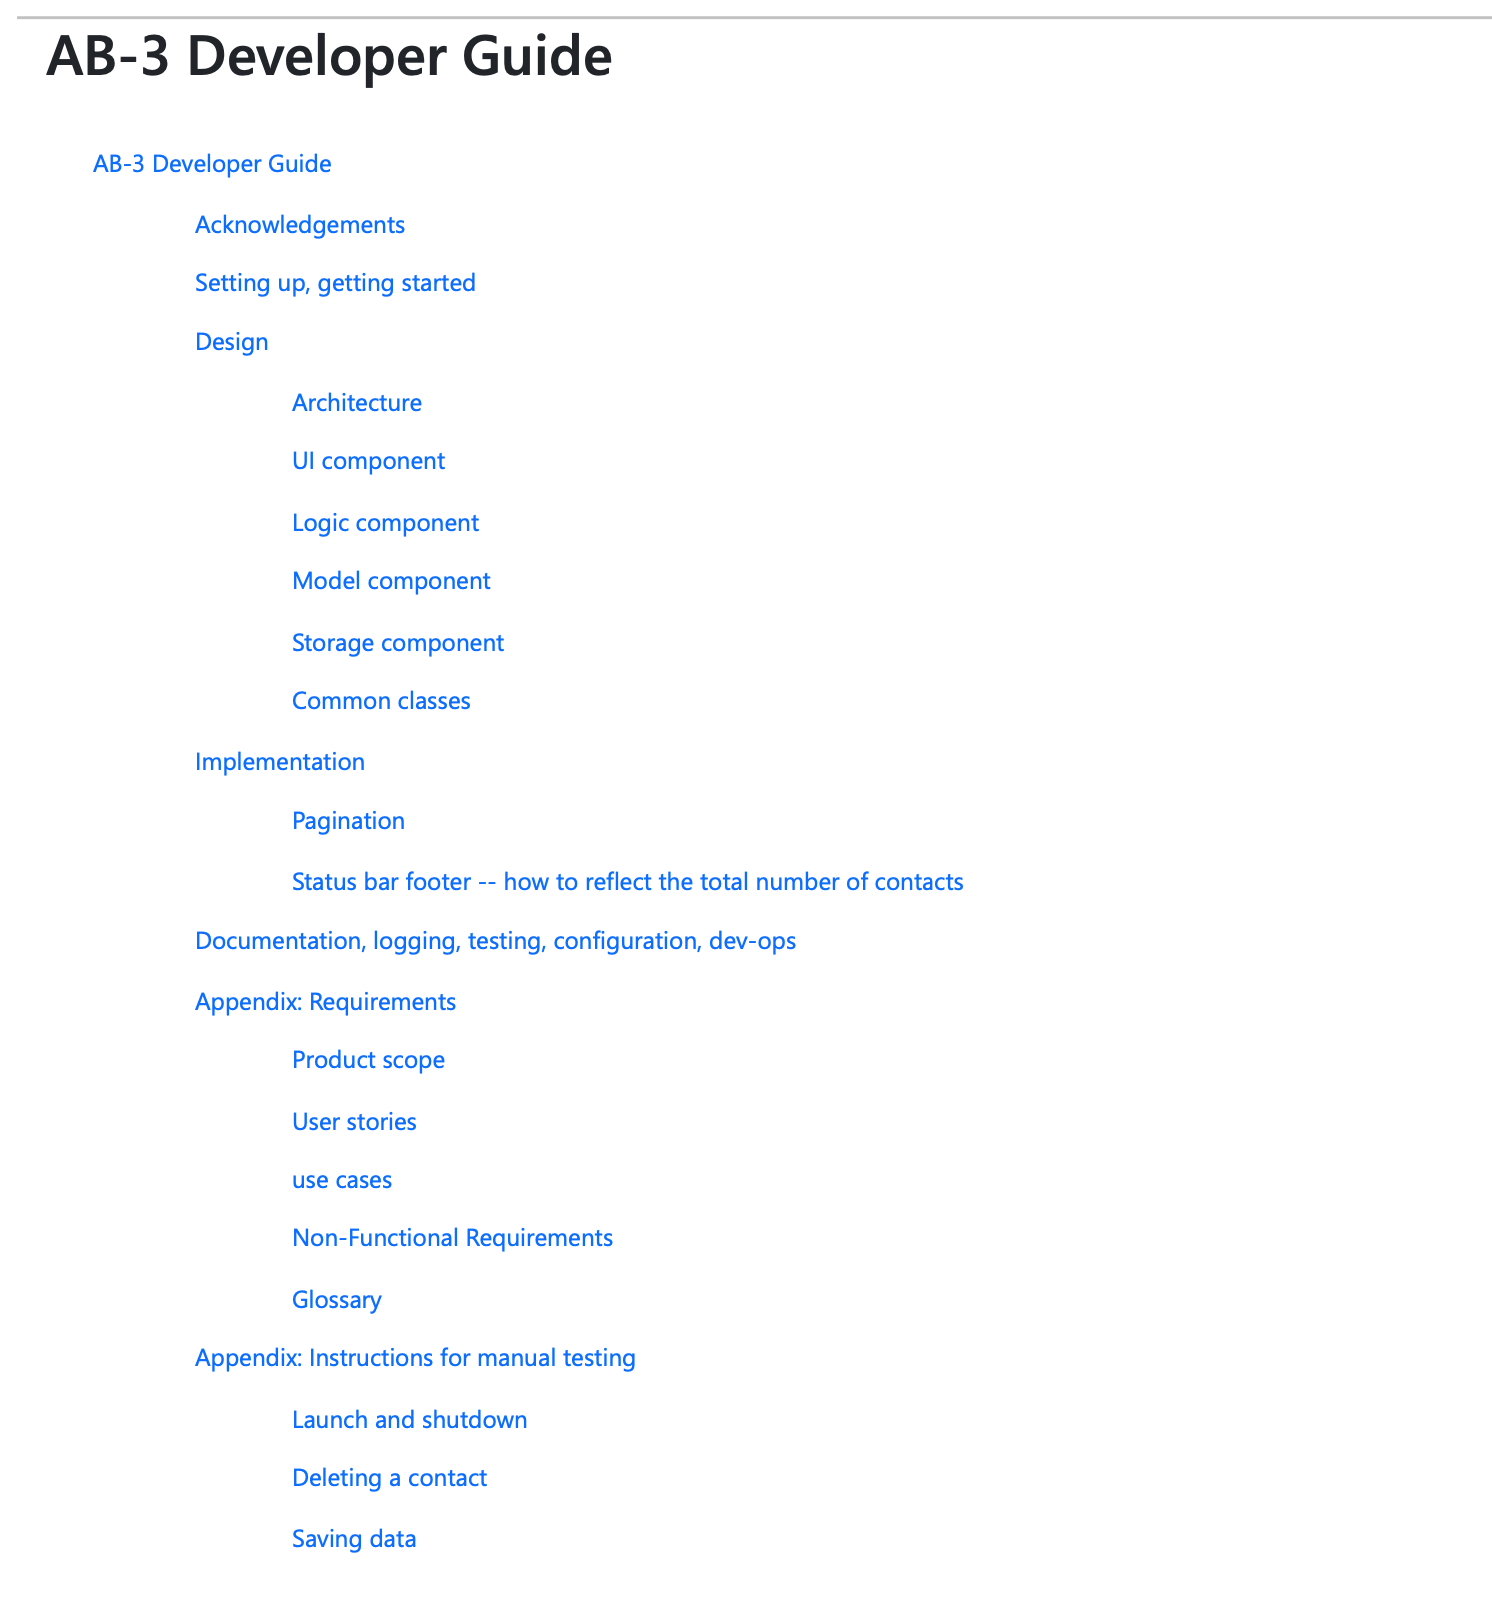 AB-3 Developer Guide
AB-3 Developer Guide
Acknowledgements
Setting up, getting started
Design
Architecture
UI component
Logic component
Model component
Storage component
Common classes
Implementation
Pagination
Status bar footer -- how to reflect the total number of contacts
Documentation, logging, testing, configuration, dev-ops
Appendix: Requirements
Product scope
User stories
use cases
Non-Functional Requirements
Glossary
Appendix: Instructions for manual testing
Launch and shutdown
Deleting a contact
Saving data